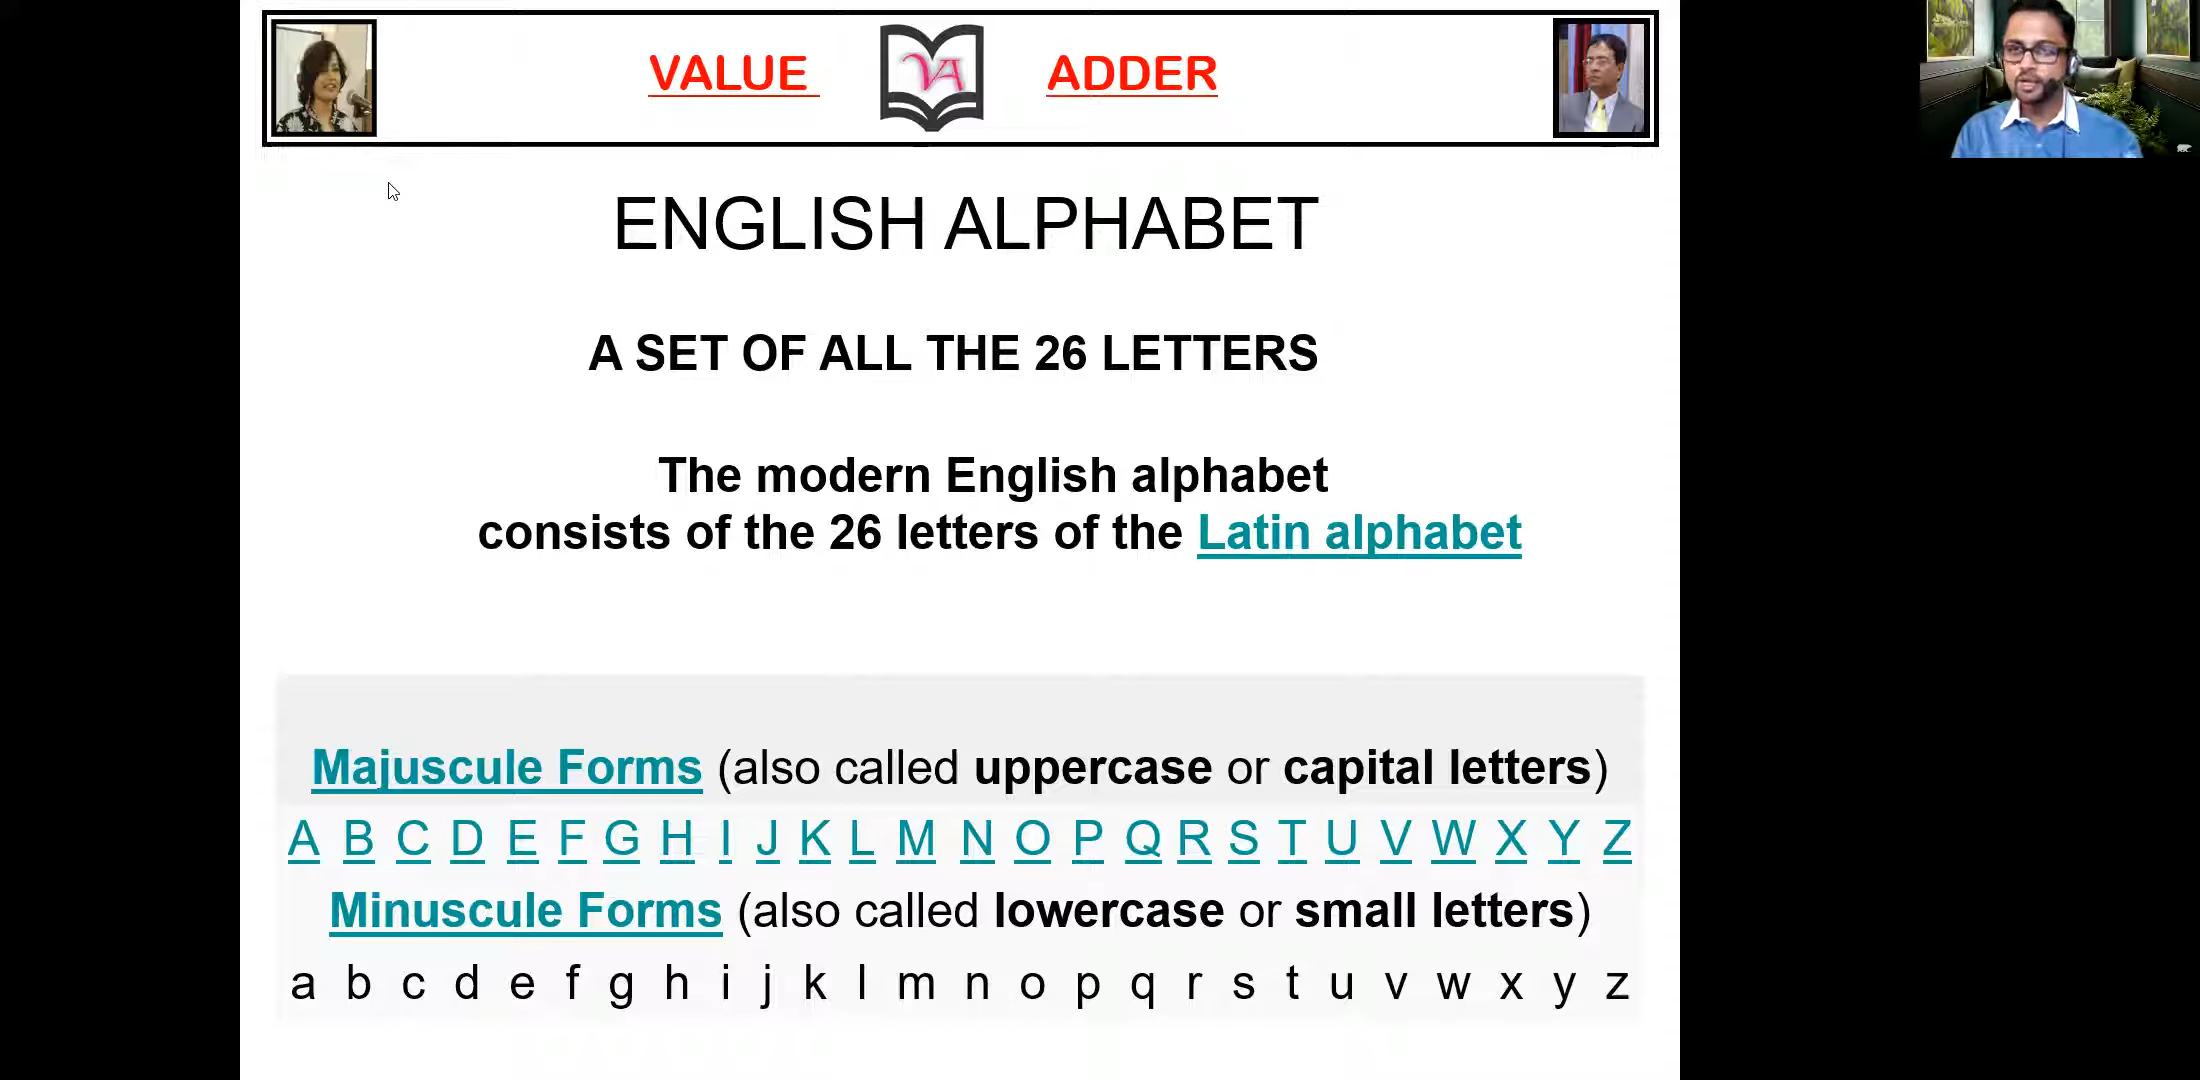 VALUE VA ADDER
ENGLISH ALPHABET
A SET OF ALL THE 26 LETTERS
The modern English alphabet
consists of the 26 letters of the Latin alphabet
Majuscule Forms (also called uppercase or capital letters)
A B C D E F G H I J K L M N O P Q R S T U V W X Y Z
Minuscule Forms (also called lowercase or small letters)
a b c d e f g h i j k l m n o p q r s t u v w x y z